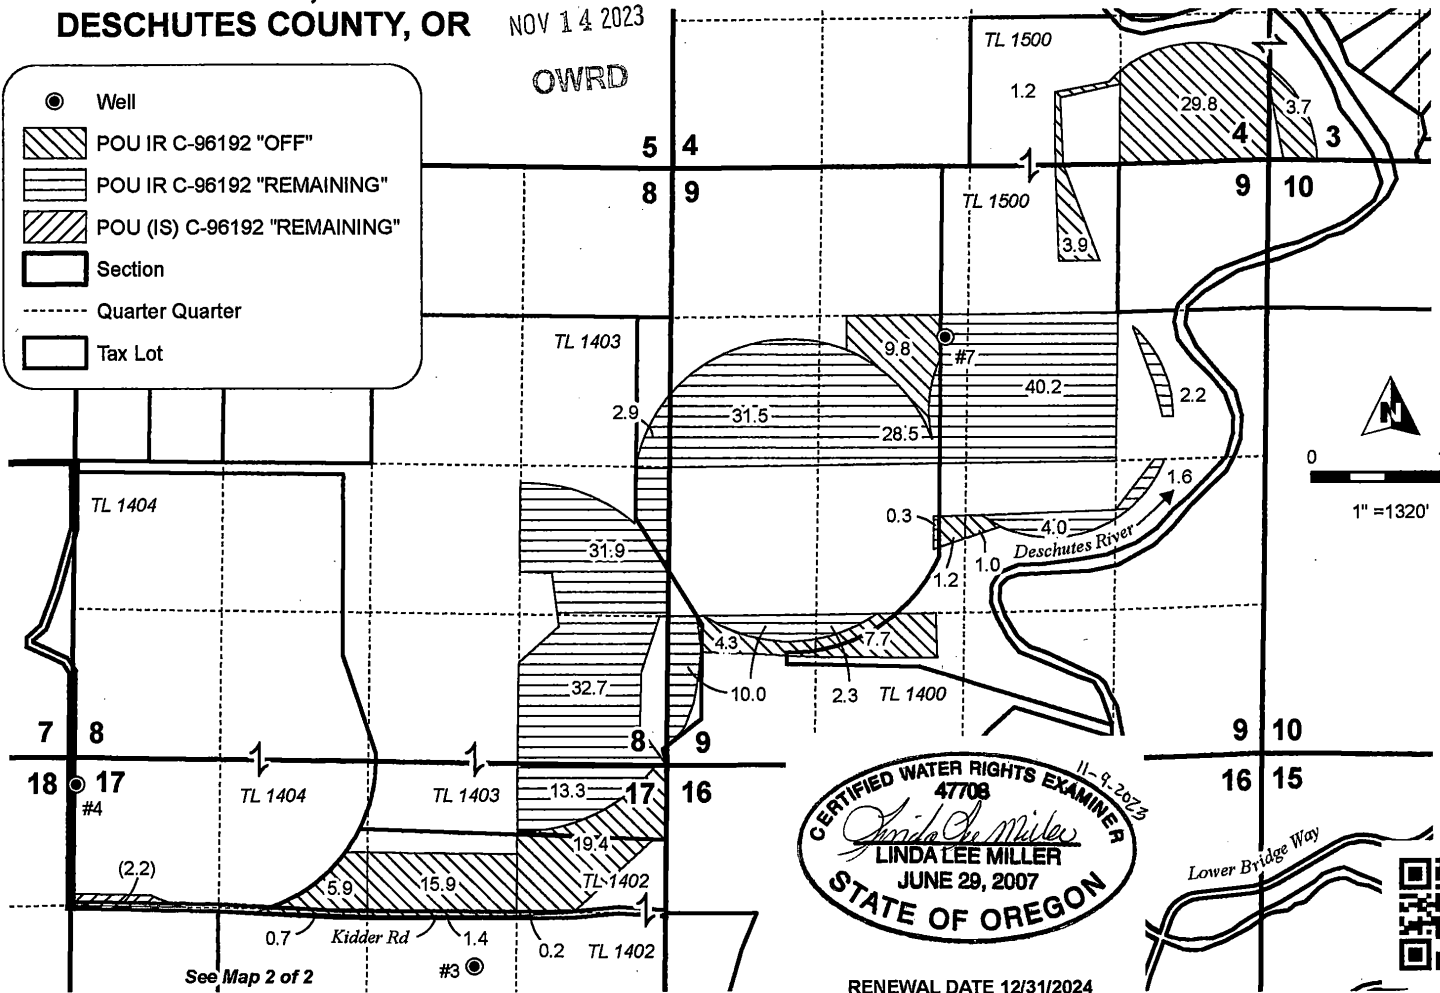 DESCHUTES COUNTY, OR
NOV 14 2023
OWRD
Well
POU IR C-96192 "OFF"
POU IR C-96192 "REMAINING"
POU (IS) C-96192 "REMAINING"
Section
Quarter Quarter
Tax Lot
TL 1500
1.2
29.8
3.7
5 4
4 3
8 9
9 10
TL 1500
3.9
TL 1403
9.8
#7
40.2
2.2
2.9
31.5
28.5
N
0
1" =1320'
TL 1404
1.6
0.3
4.0
Deschutes River
31.9
1.2
1.0
4.3
7.7
32.7
10.0
2.3
TL 1400
7 8
8 9
9 10
18 17
17 16
16 15
#4
TL 1404
TL 1403
13.3
19.4
(2.2)
5.9
15.9
TL 1402
0.7
Kidder Rd
1.4
0.2
TL 1402
#3
See Map 2 of 2
CERTIFIED WATER RIGHTS EXAMINER
11-9-2023
47708
Linda Lee Miller
LINDA LEE MILLER
JUNE 29, 2007
STATE OF OREGON
RENEWAL DATE 12/31/2024
Lower Bridge Way